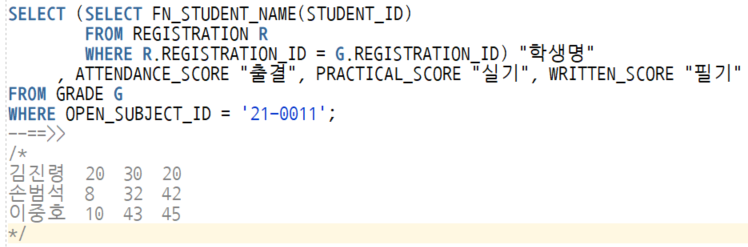 SELECT (SELECT FN_STUDENT_NAME(STUDENT_ID)
FROM REGISTRATION R
WHERE R.REGISTRATION_ID = G.REGISTRATION_ID) "학생명"
, ATTENDANCE_SCORE "출결", PRACTICAL_SCORE "실기", WRITTEN_SCORE "필기"
FROM GRADE G
WHERE OPEN_SUBJECT_ID = '21-0011';
--==>>
/*
김진령 20 30 20
손범석 8 32 42
이중호 10 43 45
*/